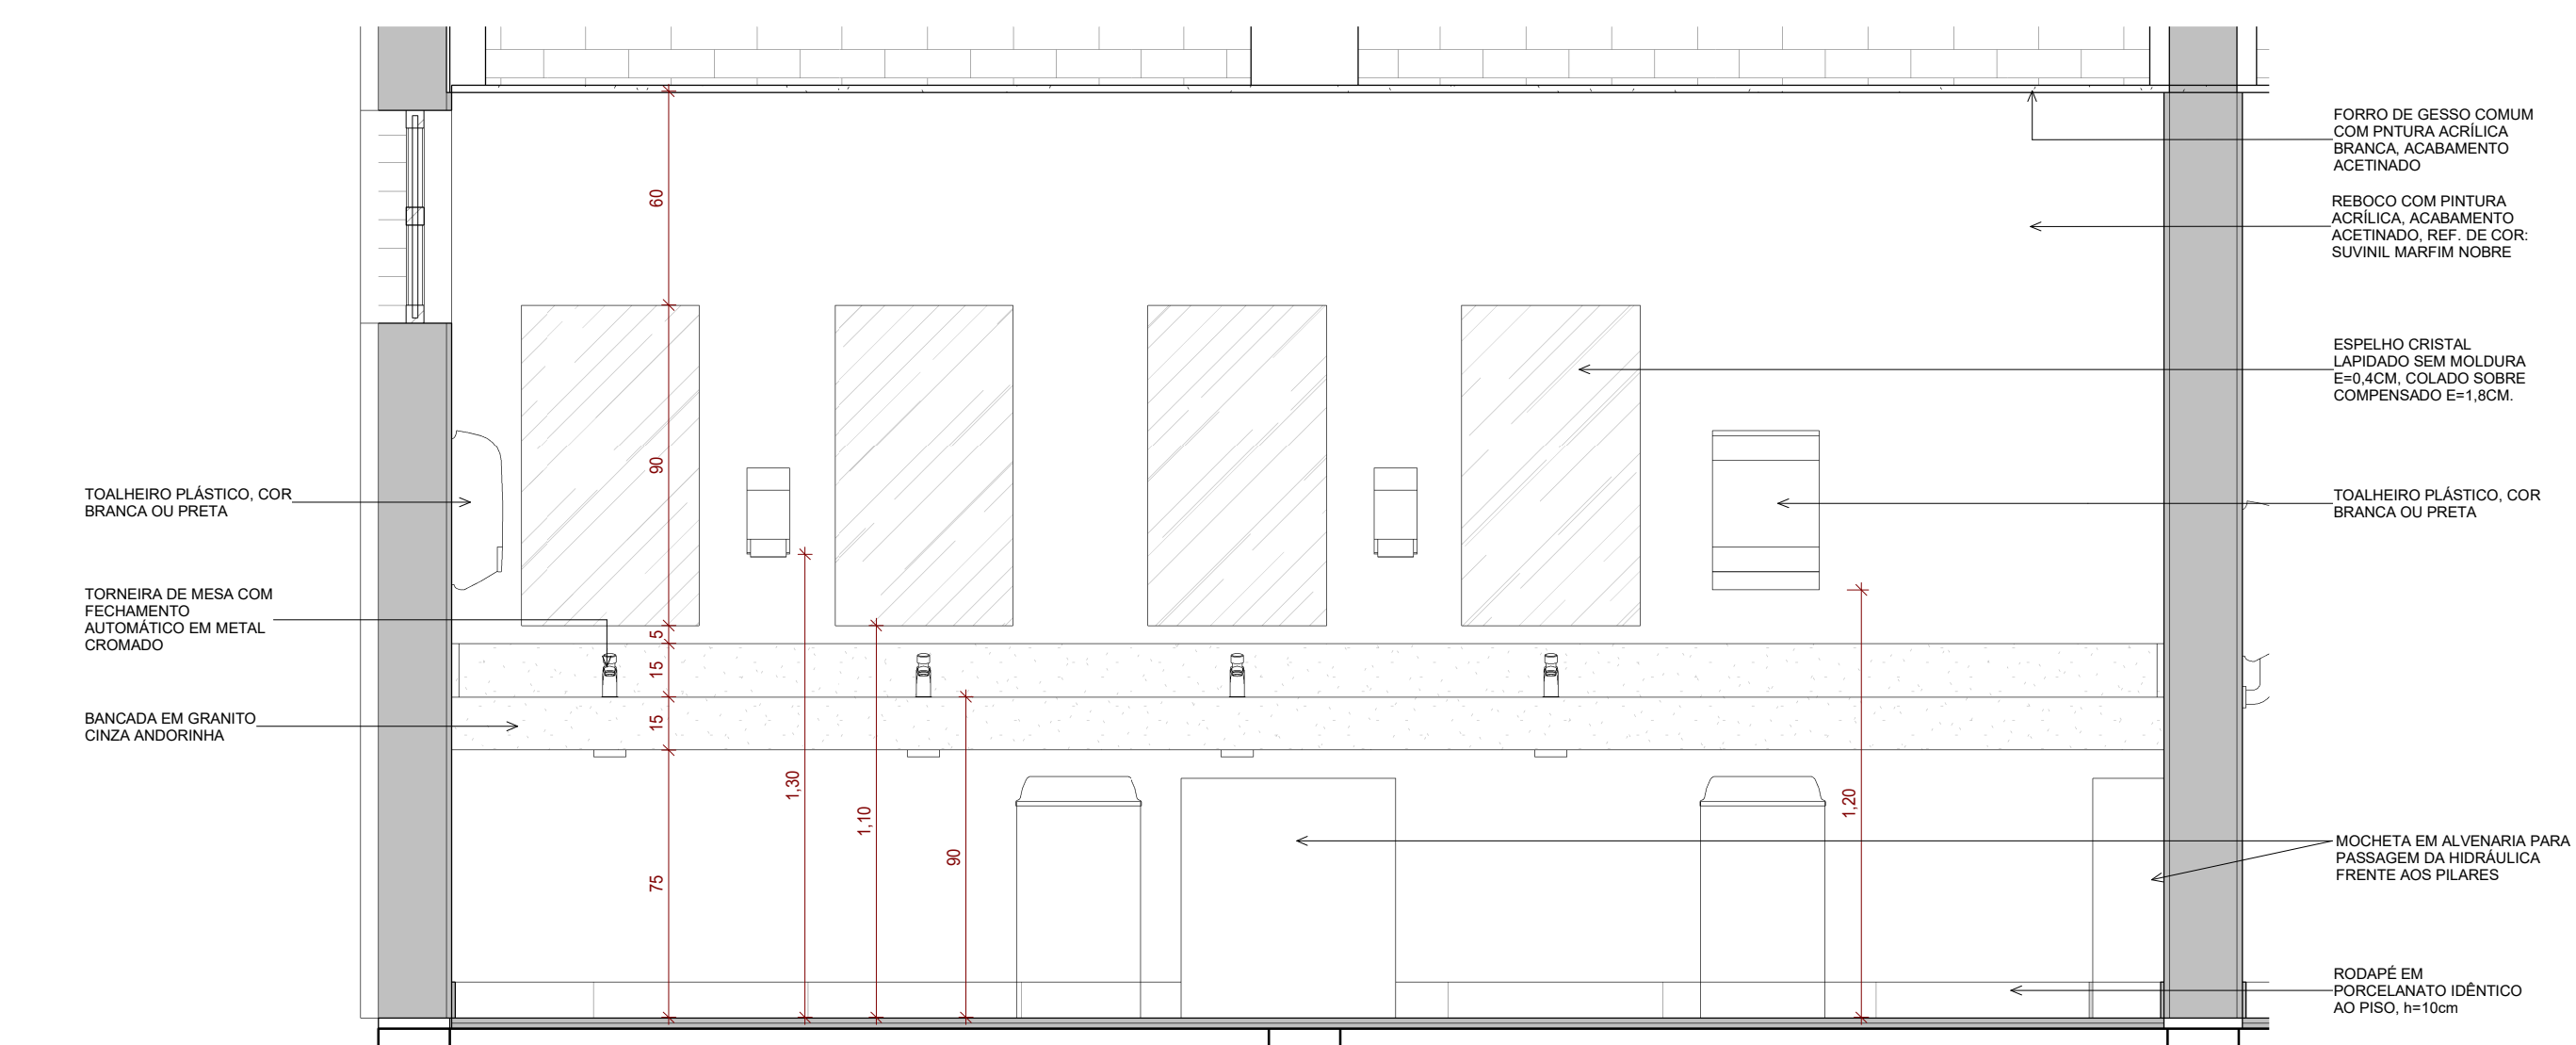 FORRO DE GESSO COMUM
COM PNTURA ACRÍLICA
BRANCA, ACABAMENTO
ACETINADO
REBOCO COM PINTURA
ACRÍLICA, ACABAMENTO
ACETINADO, REF. DE COR:
SUVINIL MARFIM NOBRE
60
ESPELHO CRISTAL
LAPIDADO SEM MOLDURA
E=0,4CM, COLADO SOBRE
COMPENSADO E=1,8CM.
90
TOALHEIRO PLÁSTICO, COR
BRANCA OU PRETA
TOALHEIRO PLÁSTICO, COR
BRANCA OU PRETA
TORNEIRA DE MESA COM
FECHAMENTO
AUTOMÁTICO EM METAL
CROMADO
5
15
15
BANCADA EM GRANITO
CINZA ANDORINHA
75
1,30
1,10
90
1,20
MOCHETA EM ALVENARIA PARA
PASSAGEM DA HIDRÁULICA
FRENTE AOS PILARES
RODAPÉ EM
PORCELANATO IDÊNTICO
AO PISO, h=10cm